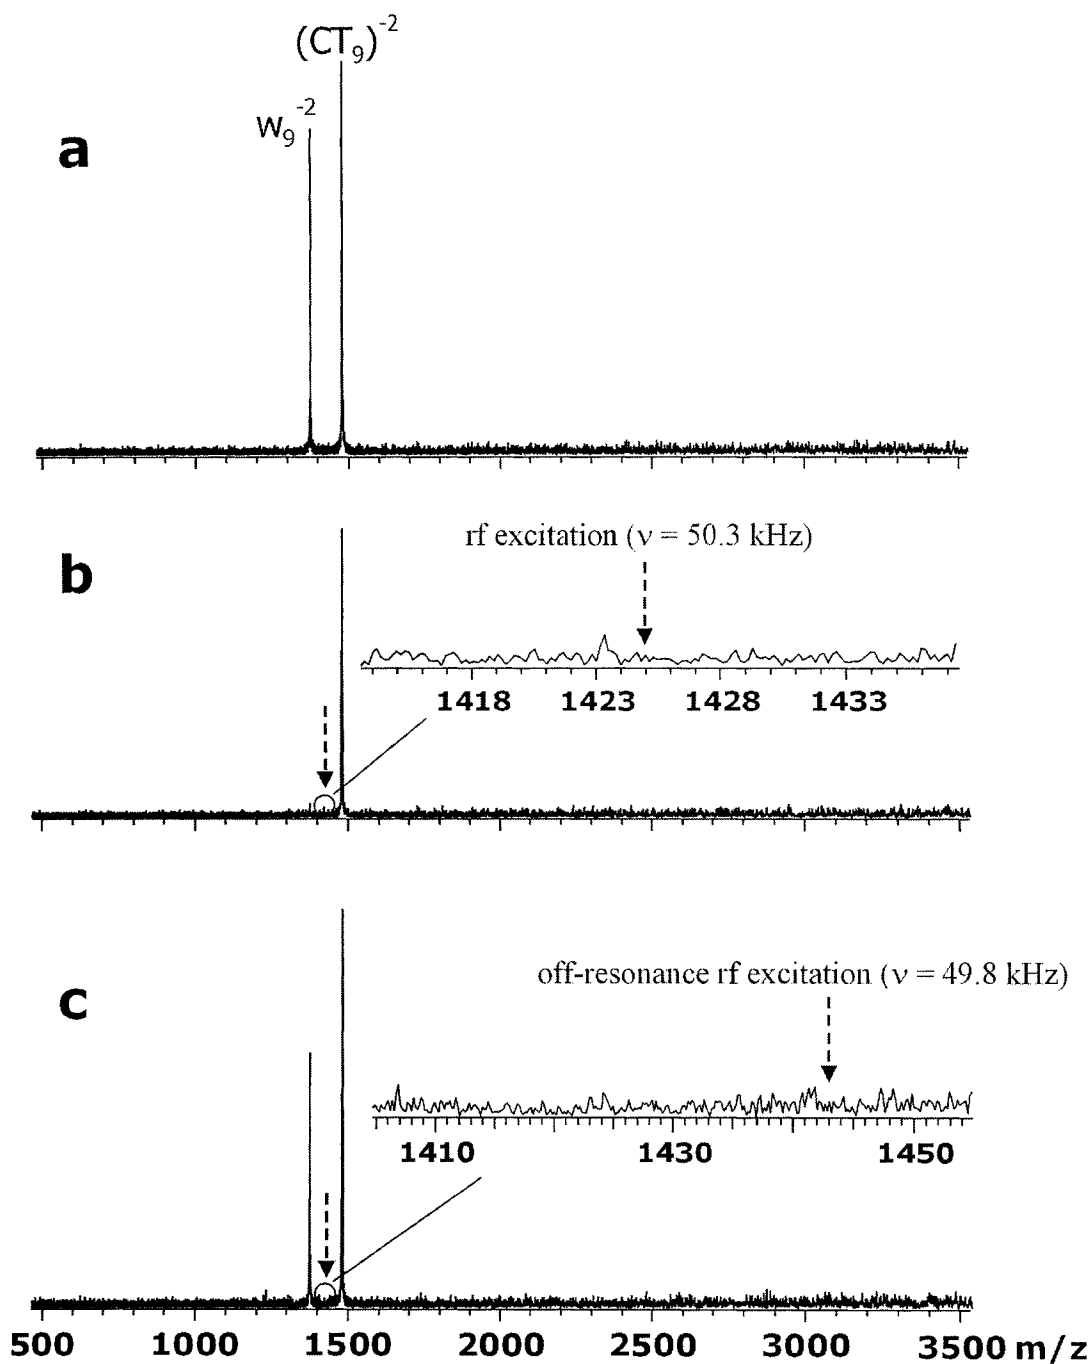 (CT₉)⁻²
W₉⁻²
a
rf excitation (ν = 50.3 kHz)
b
1418 1423 1428 1433
off-resonance rf excitation (ν = 49.8 kHz)
c
1410 1430 1450
500 1000 1500 2000 2500 3000 3500 m/z